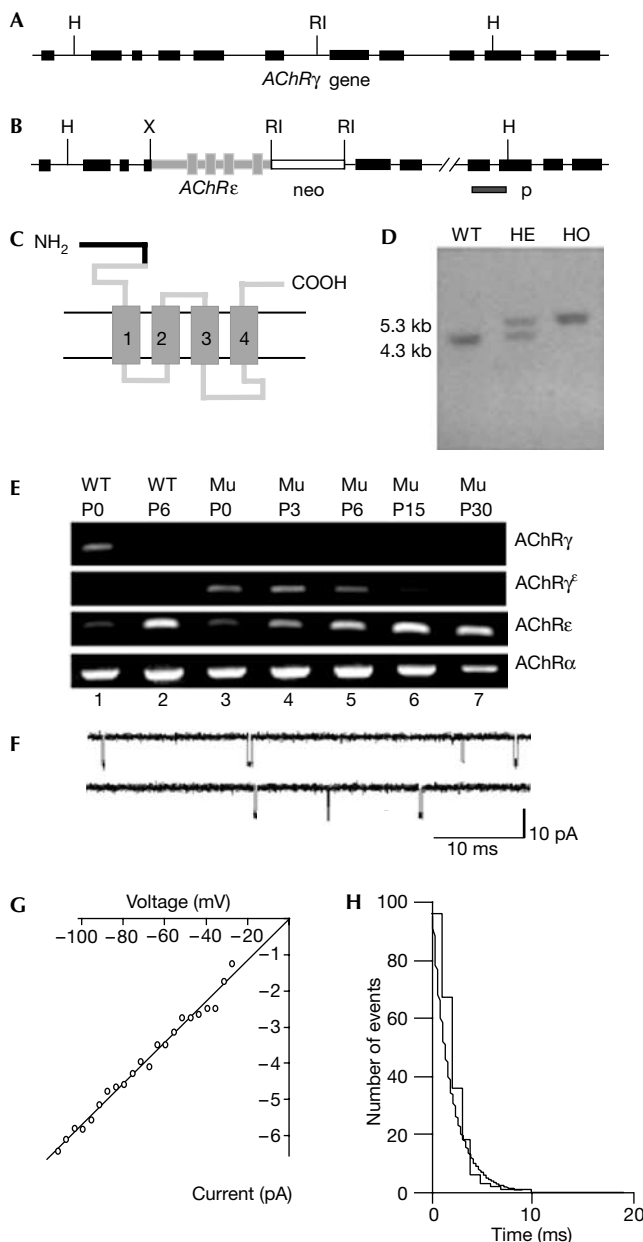 A
H RI H
AChRγ gene
B
H X RI RI H
AChRε neo p
C
NH2
COOH
1 2 3 4
D
WT HE HO
5.3 kb
4.3 kb
E
WT WT Mu Mu Mu Mu Mu
P0 P6 P0 P3 P6 P15 P30
AChRγ
AChRγε
AChRε
AChRα
1 2 3 4 5 6 7
F
10 pA
10 ms
G
Voltage (mV)
−100 −80 −60 −40 −20
−1
−2
−3
−4
−5
−6
Current (pA)
H
100
80
60
40
20
0
Number of events
0 10 20
Time (ms)